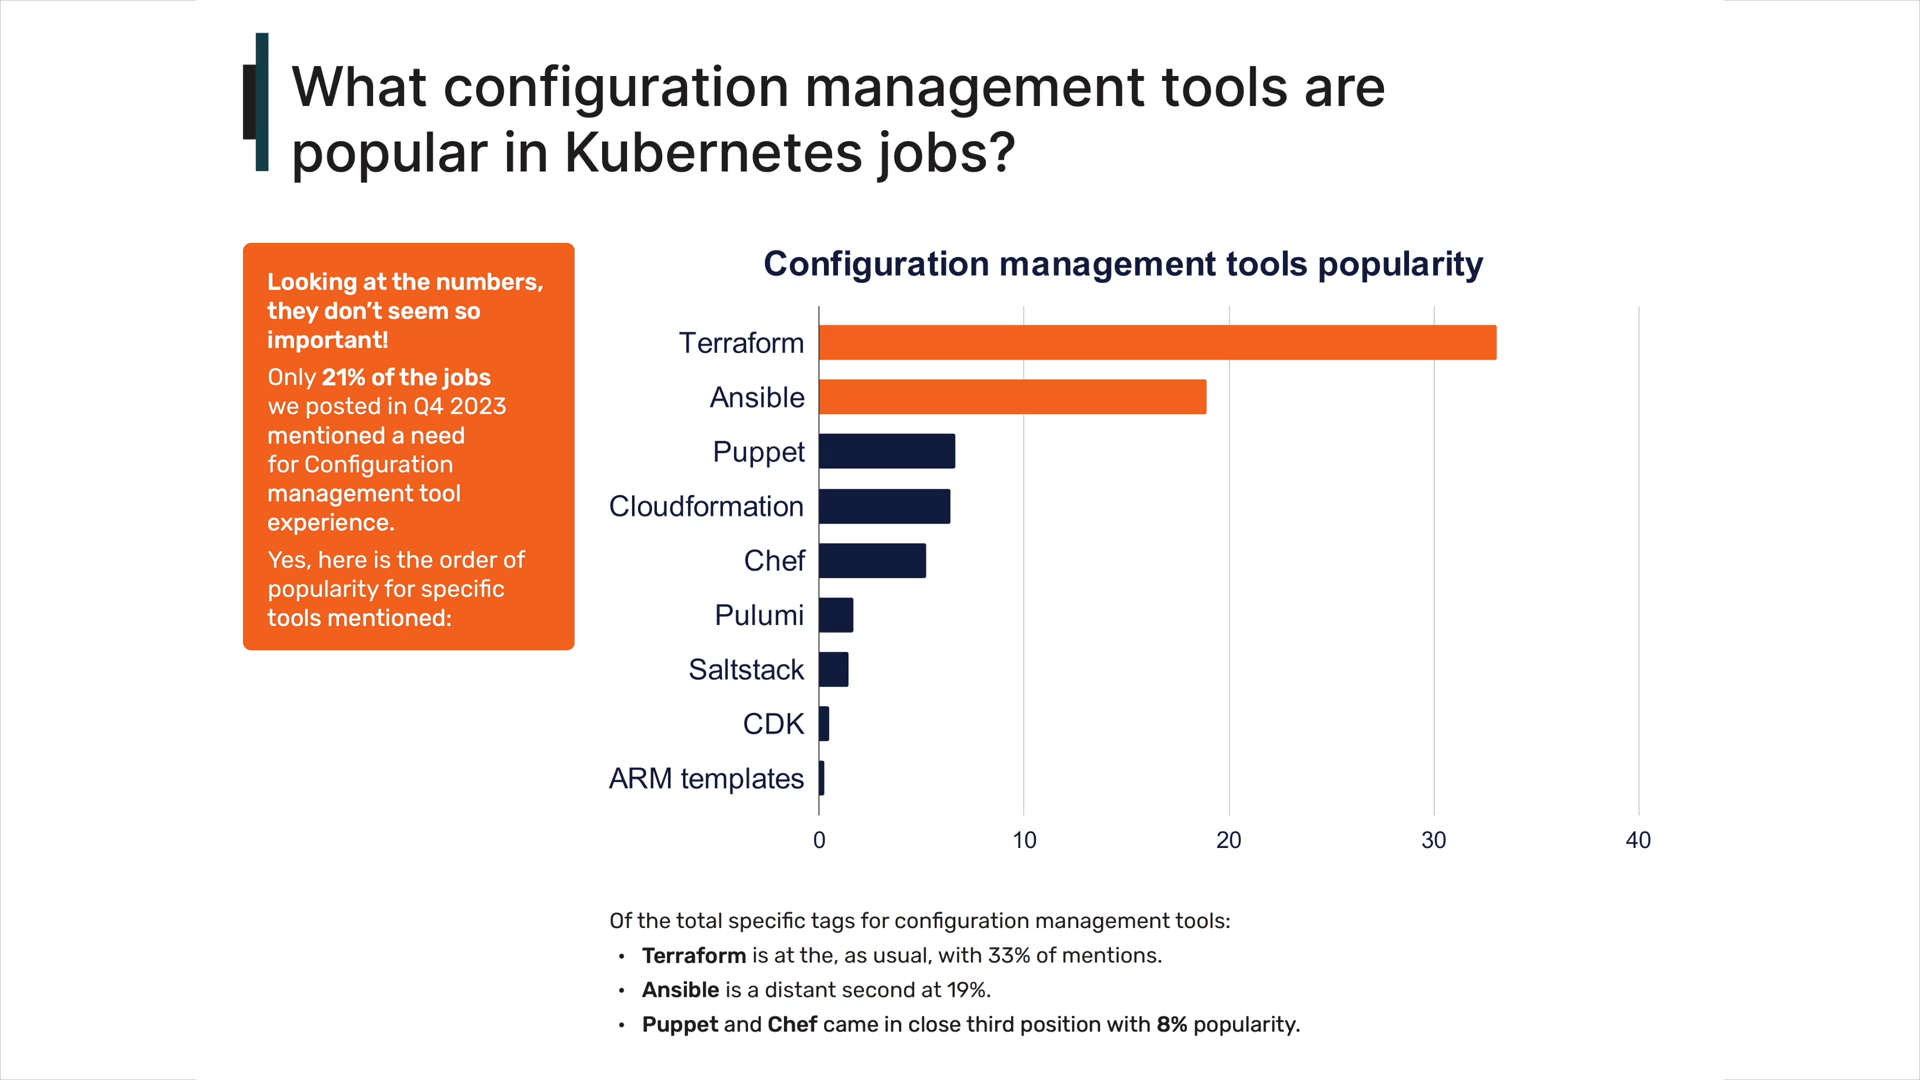 What configuration management tools are
popular in Kubernetes jobs?
Looking at the numbers,
they don’t seem so
important!
Only 21% of the jobs
we posted in Q4 2023
mentioned a need
for Configuration
management tool
experience.
Yes, here is the order of
popularity for specific
tools mentioned:
Configuration management tools popularity
Terraform
Ansible
Puppet
Cloudformation
Chef
Pulumi
Saltstack
CDK
ARM templates
0 10 20 30 40
Of the total specific tags for configuration management tools:
• Terraform is at the, as usual, with 33% of mentions.
• Ansible is a distant second at 19%.
• Puppet and Chef came in close third position with 8% popularity.